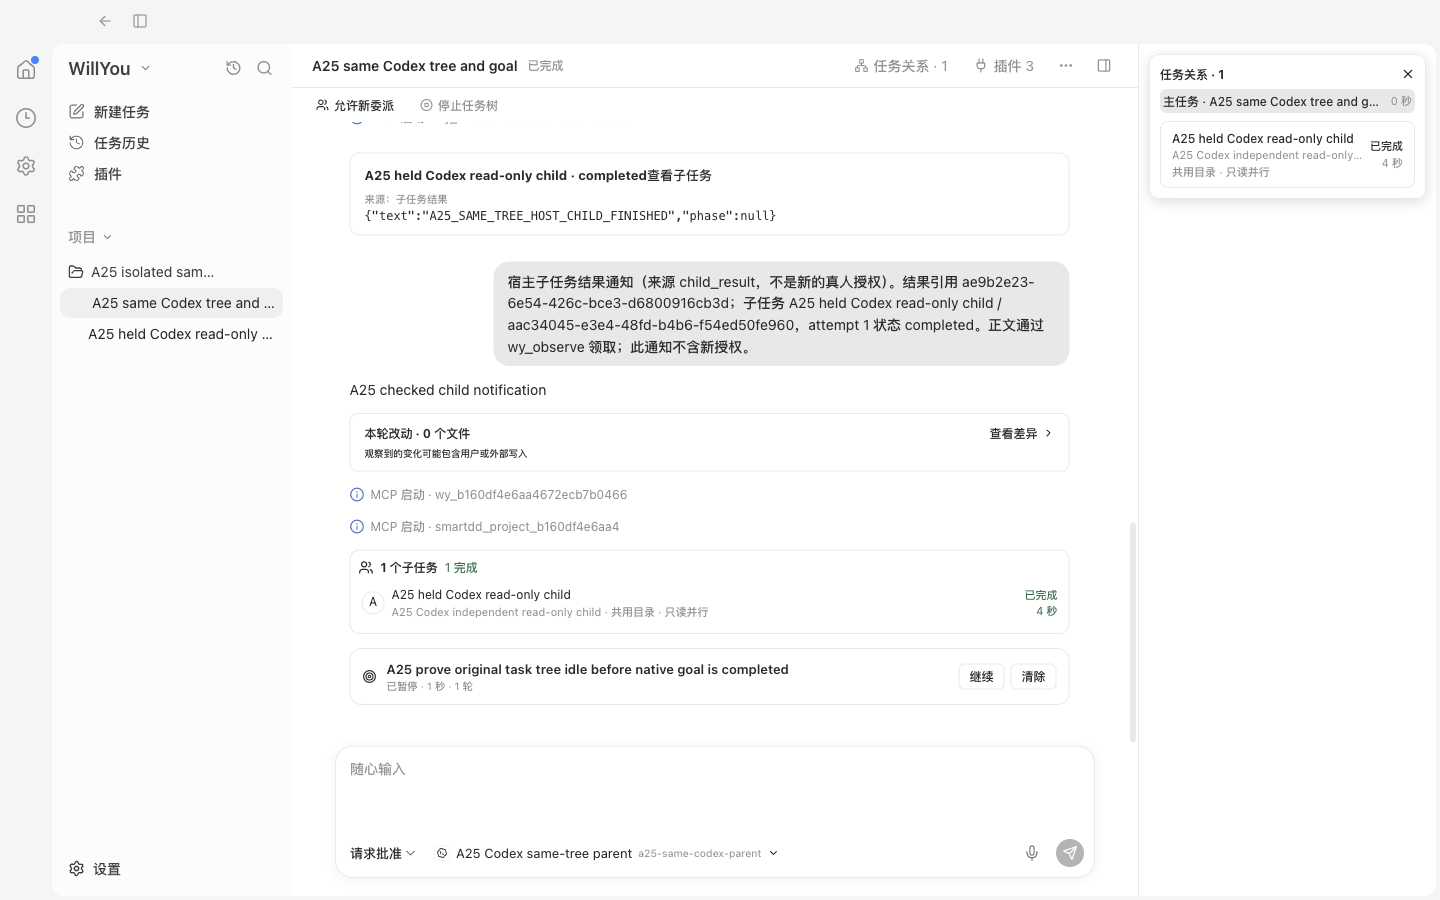 WillYou
新建任务
任务历史
插件
项目
A25 isolated sam...
A25 same Codex tree and ...
A25 held Codex read-only ...
设置
A25 same Codex tree and goal 已完成
任务关系 · 1
插件 3
允许新委派
停止任务树
A25 held Codex read-only child · completed查看子任务
来源：子任务结果
{"text":"A25_SAME_TREE_HOST_CHILD_FINISHED","phase":null}
宿主子任务结果通知（来源 child_result，不是新的真人授权）。结果引用 ae9b2e23-
6e54-426c-bce3-d6800916cb3d；子任务 A25 held Codex read-only child /
aac34045-e3e4-48fd-b4b6-f54ed50fe960，attempt 1 状态 completed。正文通过
wy_observe 领取；此通知不含新授权。
A25 checked child notification
本轮改动 · 0 个文件
查看差异
观察到的变化可能包含用户或外部写入
MCP 启动 · wy_b160df4e6aa4672ecb7b0466
MCP 启动 · smartdd_project_b160df4e6aa4
1 个子任务 1 完成
A
A25 held Codex read-only child
已完成
A25 Codex independent read-only child · 共用目录 · 只读并行
4 秒
A25 prove original task tree idle before native goal is completed
已暂停 · 1 秒 · 1 轮
继续
清除
随心输入
请求批准
A25 Codex same-tree parent a25-same-codex-parent
任务关系 · 1
主任务 · A25 same Codex tree and g... 0 秒
A25 held Codex read-only child
已完成
A25 Codex independent read-only...
4 秒
共用目录 · 只读并行